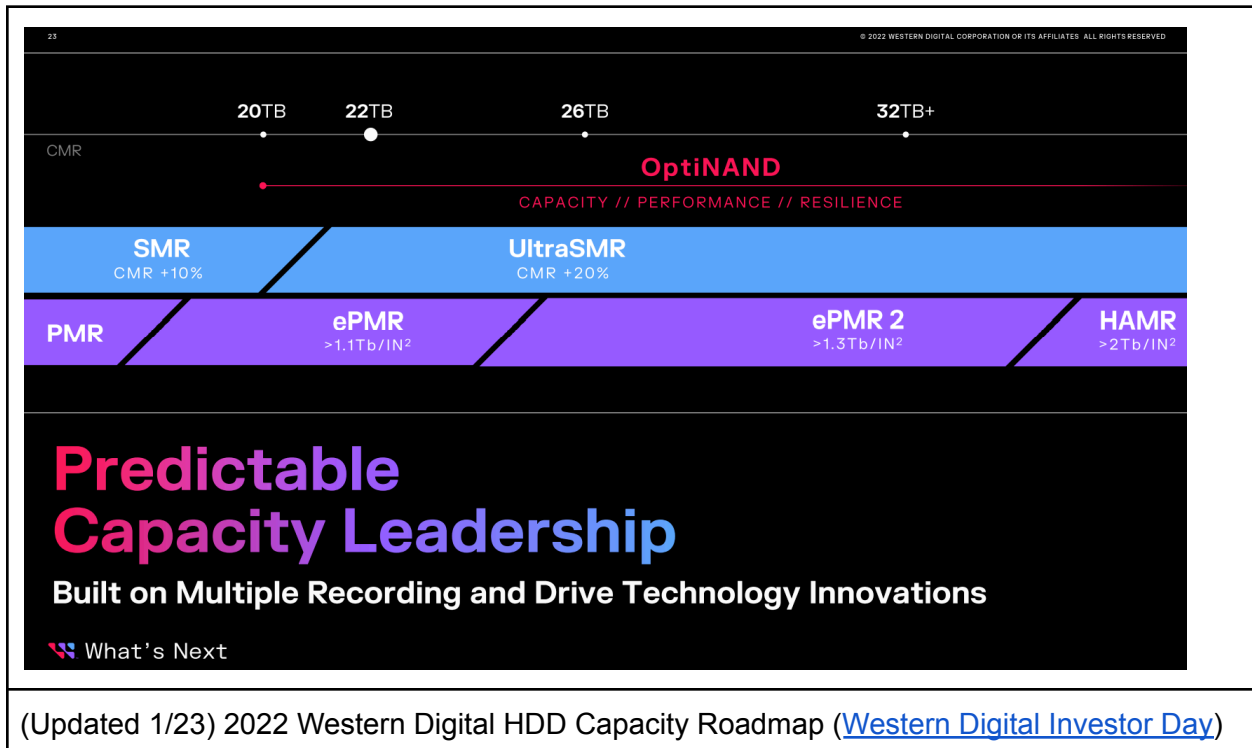 23
© 2022 WESTERN DIGITAL CORPORATION OR ITS AFFILIATES ALL RIGHTS RESERVED
20TB 22TB 26TB 32TB+
CMR
OptiNAND
CAPACITY // PERFORMANCE // RESILIENCE
SMR UltraSMR
CMR +10% CMR +20%
PMR ePMR ePMR 2 HAMR
>1.1Tb/IN² >1.3Tb/IN² >2Tb/IN²
Predictable
Capacity Leadership
Built on Multiple Recording and Drive Technology Innovations
What's Next
(Updated 1/23) 2022 Western Digital HDD Capacity Roadmap (Western Digital Investor Day)